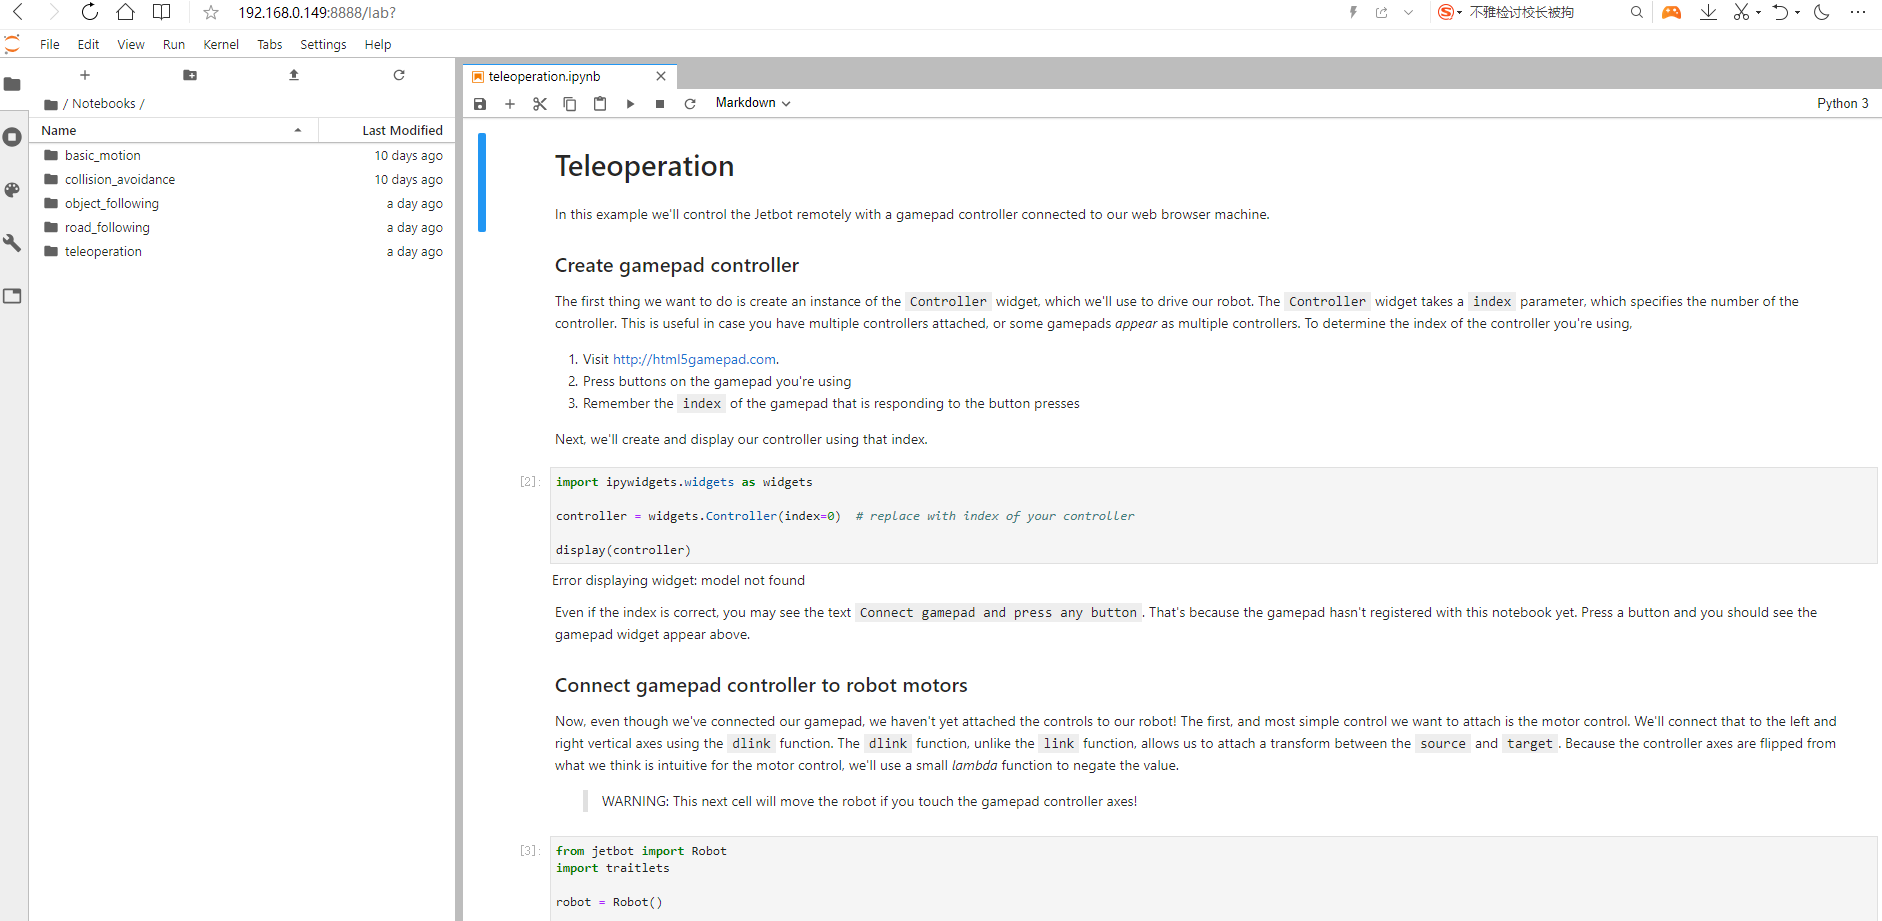 192.168.0.149:8888/lab?
不雅检讨校长被拘
File Edit View Run Kernel Tabs Settings Help
teleoperation.ipynb
/ Notebooks /
Markdown
Python 3
Name Last Modified
basic_motion 10 days ago
collision_avoidance 10 days ago
object_following a day ago
road_following a day ago
teleoperation a day ago
Teleoperation
In this example we'll control the Jetbot remotely with a gamepad controller connected to our web browser machine.
Create gamepad controller
The first thing we want to do is create an instance of the Controller widget, which we'll use to drive our robot. The Controller widget takes a index parameter, which specifies the number of the
controller. This is useful in case you have multiple controllers attached, or some gamepads appear as multiple controllers. To determine the index of the controller you're using,
1. Visit http://html5gamepad.com.
2. Press buttons on the gamepad you're using
3. Remember the index of the gamepad that is responding to the button presses
Next, we'll create and display our controller using that index.
[2]: import ipywidgets.widgets as widgets
controller = widgets.Controller(index=0)  # replace with index of your controller
display(controller)
Error displaying widget: model not found
Even if the index is correct, you may see the text Connect gamepad and press any button. That's because the gamepad hasn't registered with this notebook yet. Press a button and you should see the
gamepad widget appear above.
Connect gamepad controller to robot motors
Now, even though we've connected our gamepad, we haven't yet attached the controls to our robot! The first, and most simple control we want to attach is the motor control. We'll connect that to the left and
right vertical axes using the dlink function. The dlink function, unlike the link function, allows us to attach a transform between the source and target. Because the controller axes are flipped from
what we think is intuitive for the motor control, we'll use a small lambda function to negate the value.
WARNING: This next cell will move the robot if you touch the gamepad controller axes!
[3]: from jetbot import Robot
import traitlets
robot = Robot()